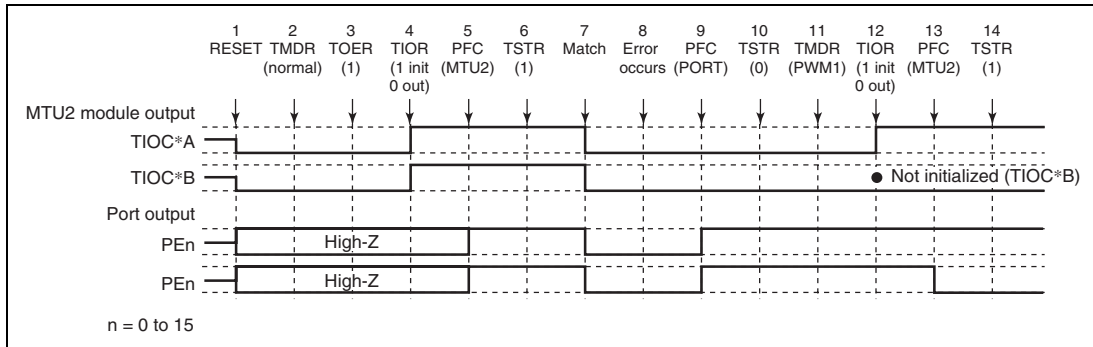 1 2 3 4 5 6 7 8 9 10 11 12 13 14
RESET TMDR TOER TIOR PFC TSTR Match Error PFC TSTR TMDR TIOR PFC TSTR
(normal) (1) (1 init (MTU2) (1) occurs (PORT) (0) (PWM1) (1 init (MTU2) (1)
0 out) 0 out)
MTU2 module output
TIOC*A
TIOC*B
● Not initialized (TIOC*B)
Port output
PEn High-Z
PEn High-Z
n = 0 to 15